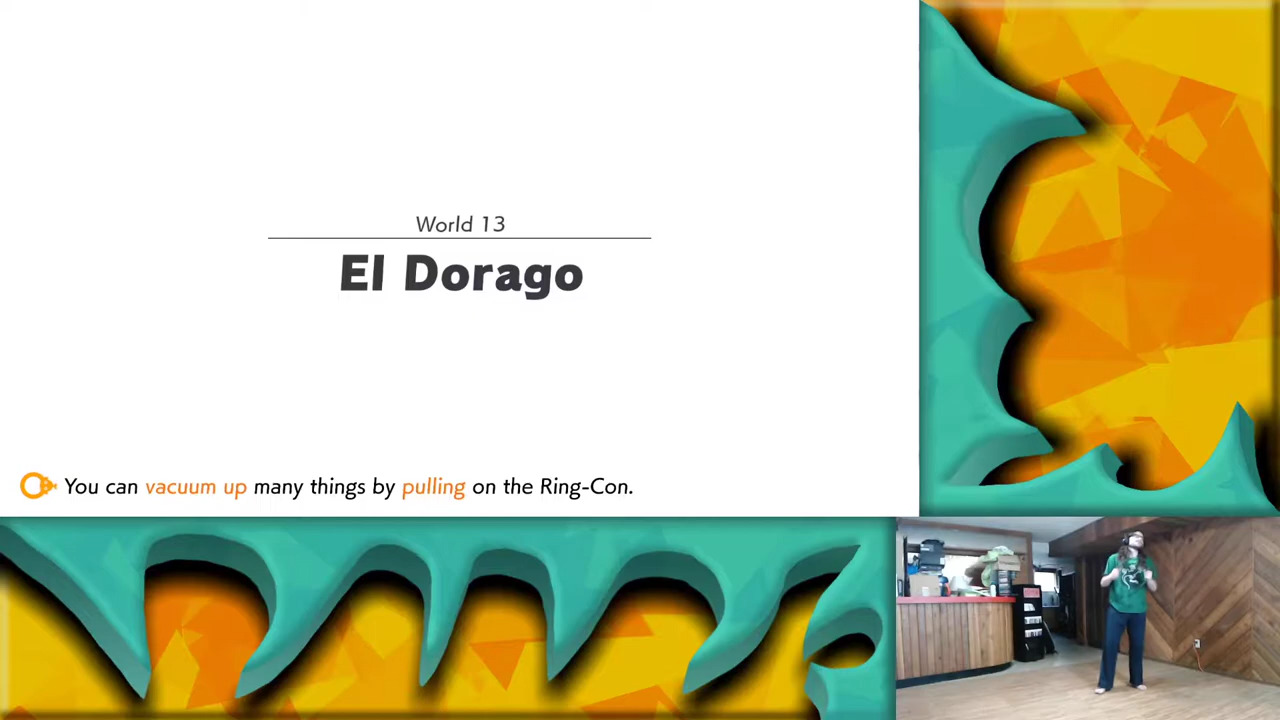 World 13
El Dorago
You can vacuum up many things by pulling on the Ring-Con.